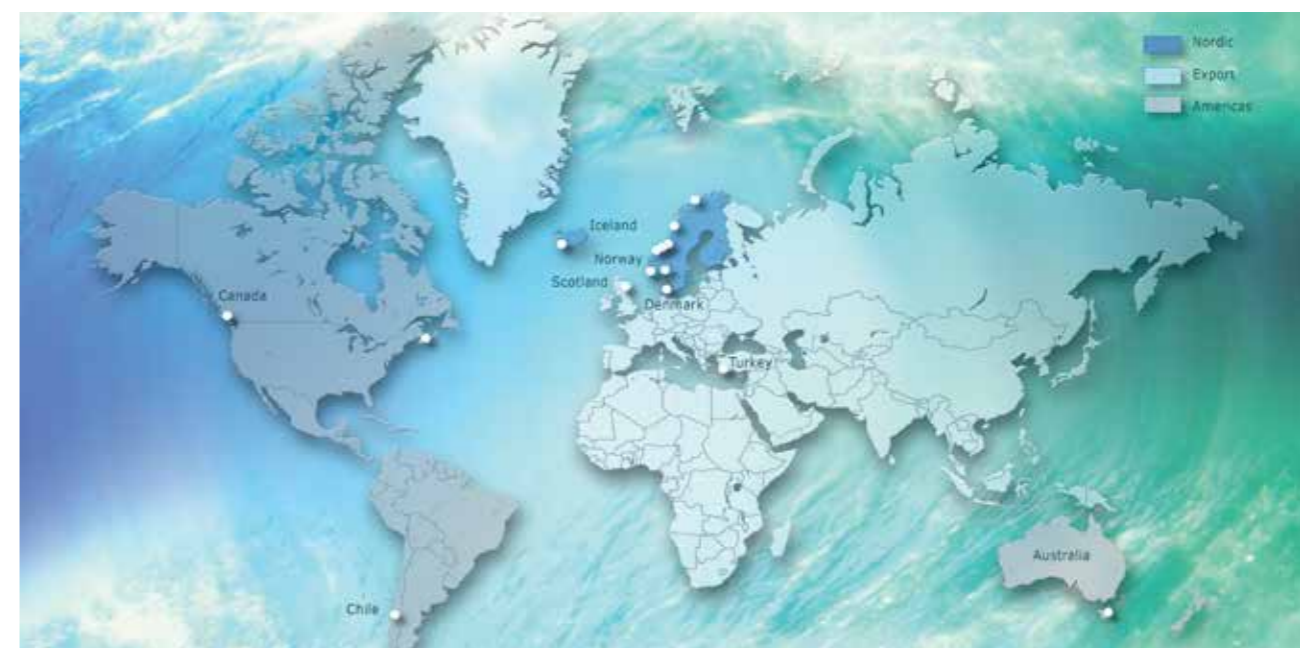 Nordic
Export
Americas
Iceland
Norway
Scotland
Canada
Denmark
Turkey
Australia
Chile